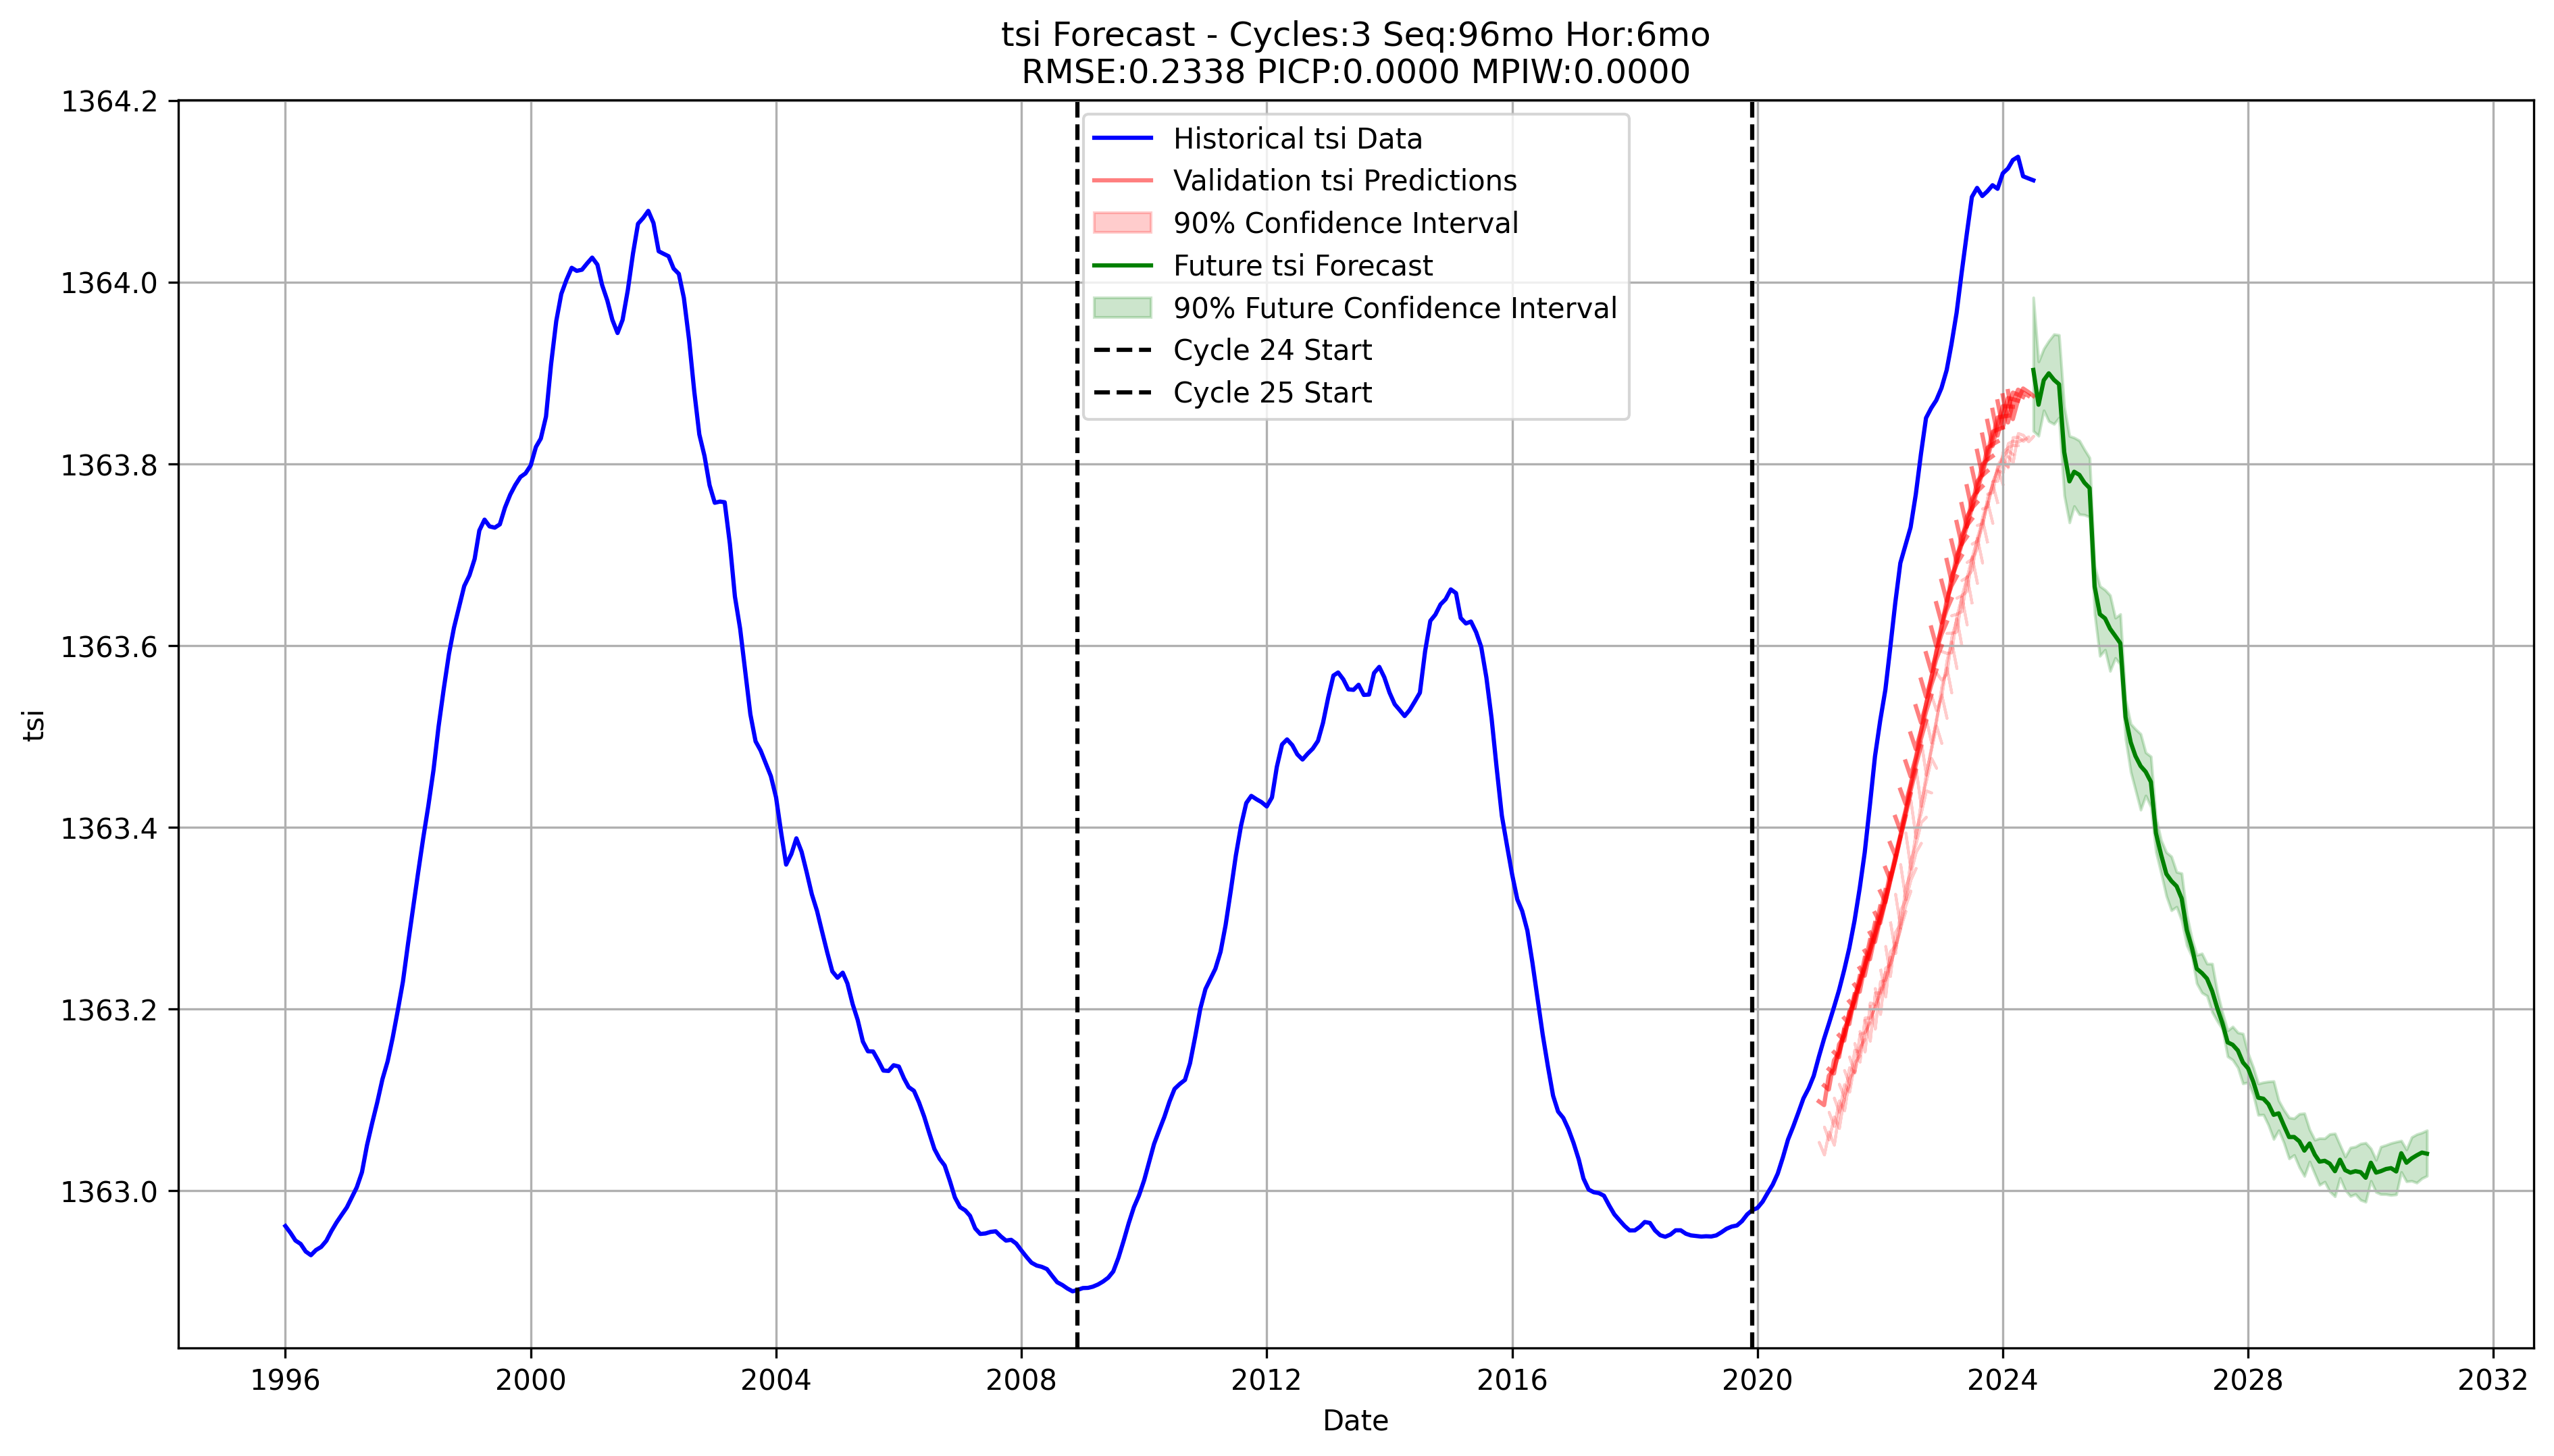 tsi Forecast - Cycles:3 Seq:96mo Hor:6mo
RMSE:0.2338 PICP:0.0000 MPIW:0.0000
1364.2
1364.0
1363.8
1363.6
1363.4
1363.2
1363.0
tsi
Historical tsi Data
Validation tsi Predictions
90% Confidence Interval
Future tsi Forecast
90% Future Confidence Interval
Cycle 24 Start
Cycle 25 Start
1996 2000 2004 2008 2012 2016 2020 2024 2028 2032
Date